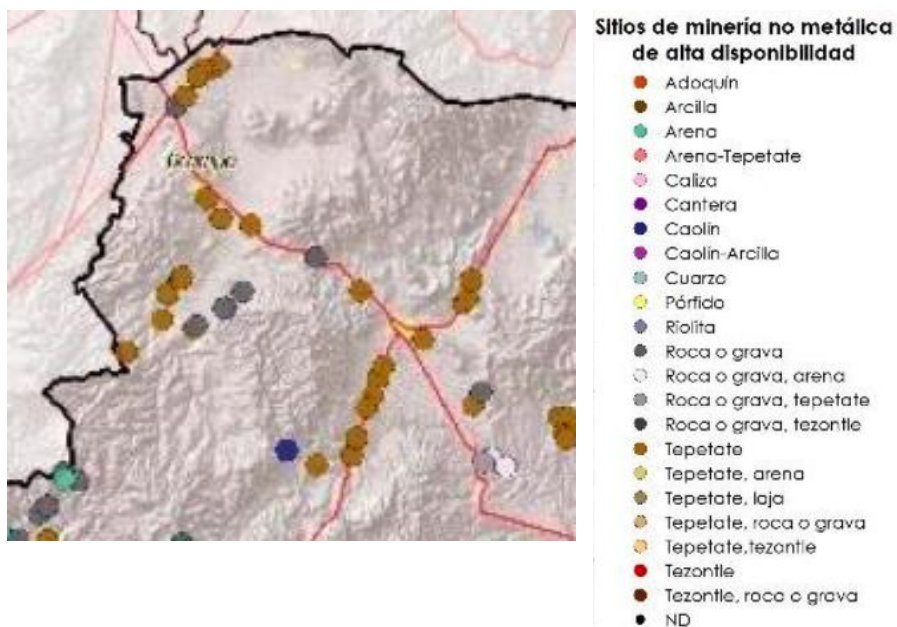 Sitios de minería no metálica
de alta disponibilidad
Adoquín
Arcilla
Arena
Arena-Tepetate
Caliza
Cantera
Caolín
Caolín-Arcilla
Cuarzo
Pórfido
Riolita
Roca o grava
Roca o grava, arena
Roca o grava, tepetate
Roca o grava, tezontle
Tepetate
Tepetate, arena
Tepetate, laja
Tepetate, roca o grava
Tepetate,tezontle
Tezontle
Tezontle, roca o grava
ND